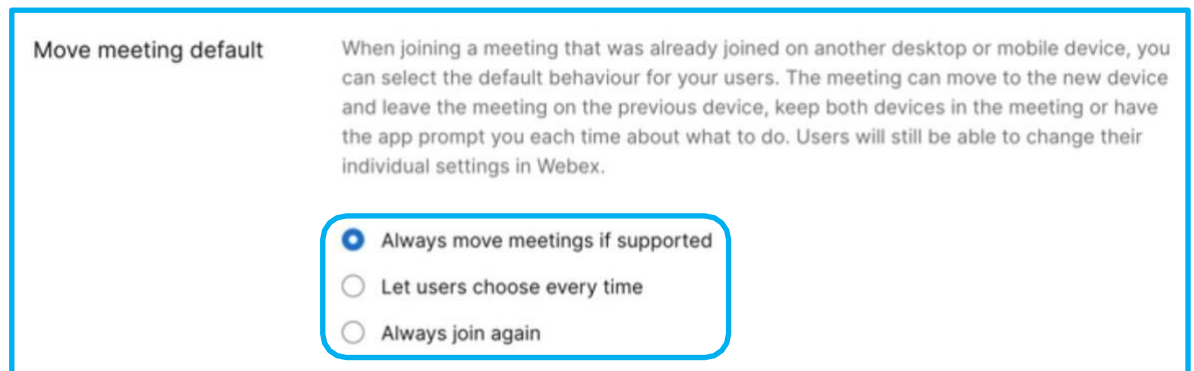 Move meeting default
When joining a meeting that was already joined on another desktop or mobile device, you
can select the default behaviour for your users. The meeting can move to the new device
and leave the meeting on the previous device, keep both devices in the meeting or have
the app prompt you each time about what to do. Users will still be able to change their
individual settings in Webex.
Always move meetings if supported
Let users choose every time
Always join again